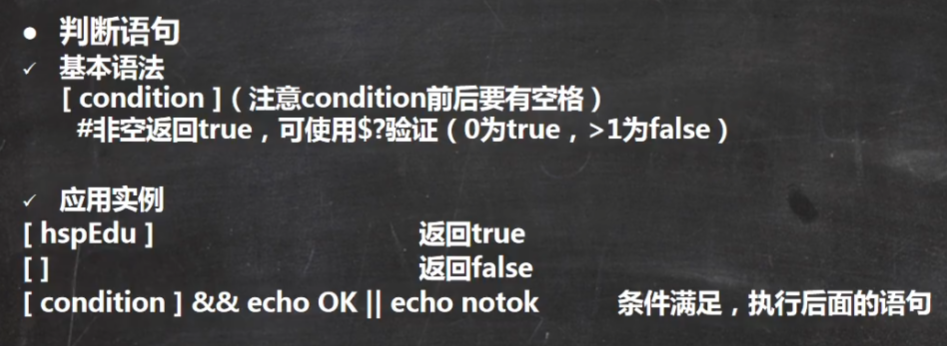 ● 判断语句
✓ 基本语法
[ condition ]（注意condition前后要有空格）
#非空返回true，可使用$?验证（0为true，>1为false）
✓ 应用实例
[ hspEdu ] 返回true
[ ] 返回false
[ condition ] && echo OK || echo notok 条件满足，执行后面的语句